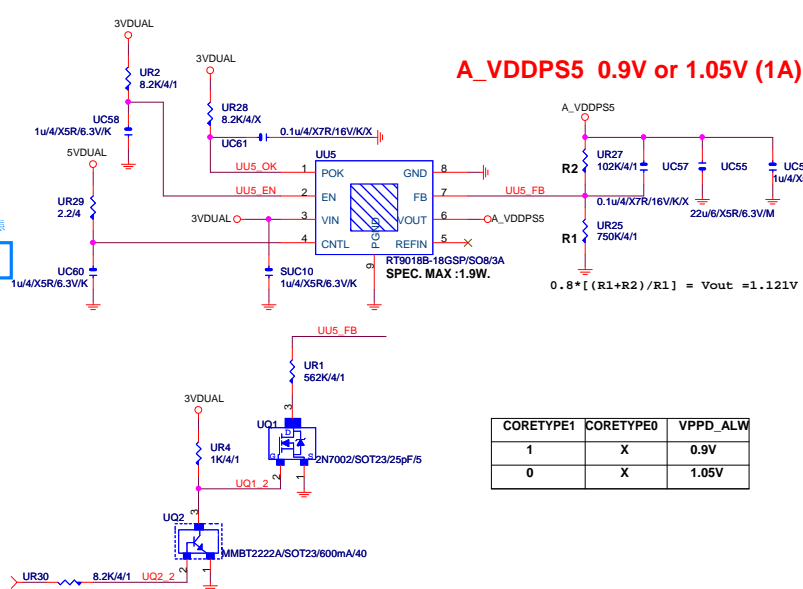 A_VDDPS5 0.9V or 1.05V (1A)
3VDUAL
UR2
8.2K/4/1
UC58
1u/4/X5R/6.3V/K
3VDUAL
UR28
8.2K/4/X
UC61
0.1u/4/X7R/16V/K/X
5VDUAL
UR29
2.2/4
UC60
1u/4/X5R/6.3V/K
UU5_OK
UU5_EN
3VDUAL
SUC10
1u/4/X5R/6.3V/K
UU5
1
POK
2
EN
3
VIN
4
CNTL
GND
8
FB
7
VOUT
6
REFIN
5
PGND
9
RT9018B-18GSP/SO8/3A
SPEC. MAX :1.9W.
UU5_FB
A_VDDPS5
A_VDDPS5
R2
UR27
102K/4/1
UC57
0.1u/4/X7R/16V/K/X
UC55
22u/6/X5R/6.3V/M
R1
UR25
750K/4/1
0.8*[(R1+R2)/R1] = Vout =1.121V
UU5_FB
UR1
562K/4/1
3VDUAL
UR4
1K/4/1
UQ1
3
D
G
S
2
1
2N7002/SOT23/25pF/5
UQ1_2
UQ2
3
MMBT2222A/SOT23/600mA/40
2
1
UR30
8.2K/4/1
UQ2_2
CORETYPE1 CORETYPE0 VPPD_ALW
1 X 0.9V
0 X 1.05V